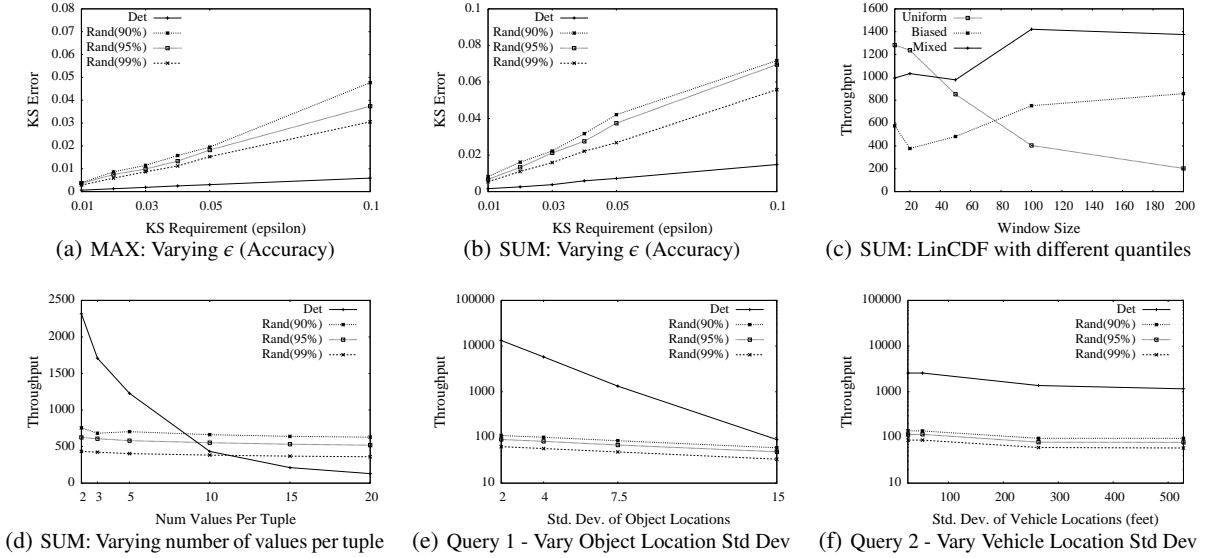 0.08
0.07
0.06
0.05
0.04
0.03
0.02
0.01
0
KS Error
Det
Rand(90%)
Rand(95%)
Rand(99%)
0.01 0.03 0.05 0.1
KS Requirement (epsilon)
(a) MAX: Varying ϵ (Accuracy)
0.1
0.08
0.06
0.04
0.02
0
KS Error
Det
Rand(90%)
Rand(95%)
Rand(99%)
0.01 0.03 0.05 0.1
KS Requirement (epsilon)
(b) SUM: Varying ϵ (Accuracy)
1600
1400
1200
1000
800
600
400
200
0
Throughput
Uniform
Biased
Mixed
20 40 60 80 100 120 140 160 180 200
Window Size
(c) SUM: LinCDF with different quantiles
2500
2000
1500
1000
500
0
Throughput
Det
Rand(90%)
Rand(95%)
Rand(99%)
2 3 5 10 15 20
Num Values Per Tuple
(d) SUM: Varying number of values per tuple
100000
10000
1000
100
10
Throughput
Det
Rand(90%)
Rand(95%)
Rand(99%)
2 4 7.5 15
Std. Dev. of Object Locations
(e) Query 1 - Vary Object Location Std Dev
100000
10000
1000
100
10
Throughput
Det
Rand(90%)
Rand(95%)
Rand(99%)
100 200 300 400 500
Std. Dev. of Vehicle Locations (feet)
(f) Query 2 - Vary Vehicle Location Std Dev